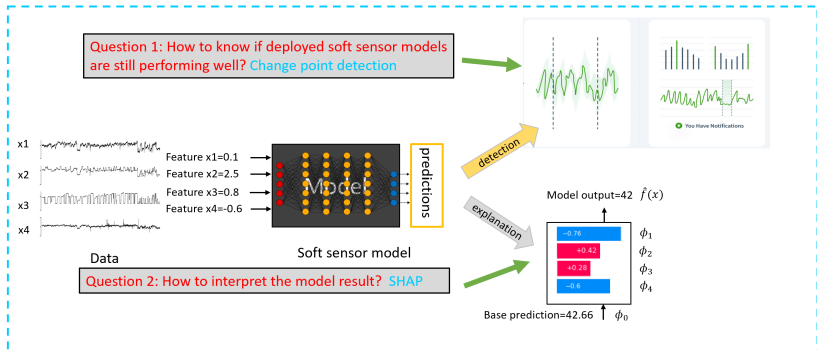 Question 1: How to know if deployed soft sensor models
are still performing well? Change point detection
You Have Notifications
x1
x2
x3
x4
Data
Feature x1=0.1
Feature x2=2.5
Feature x3=0.8
Feature x4=-0.6
Model
Soft sensor model
predictions
detection
explanation
Model output=42 f̂(x)
−0.76 ϕ₁
+0.42 ϕ₂
+0.28 ϕ₃
−0.6 ϕ₄
Base prediction=42.66 ϕ₀
Question 2: How to interpret the model result? SHAP